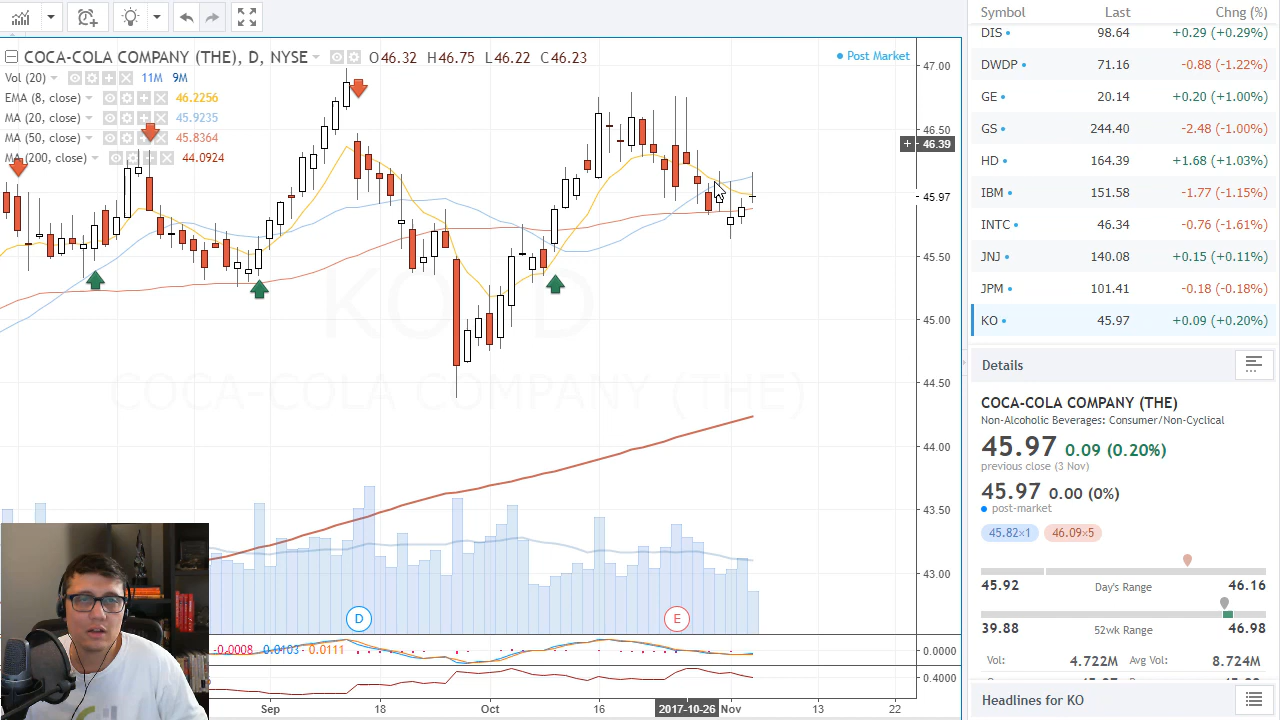 Symbol Last Chng (%)
COCA-COLA COMPANY (THE), D, NYSE O46.32 H46.75 L46.22 C46.23
Post Market
Vol (20) 11M 9M
EMA (8, close) 46.2256
MA (20, close) 45.9235
MA (50, close) 45.8364
MA (200, close) 44.0924
47.00
46.50
46.39
45.97
45.50
45.00
44.50
44.00
43.50
43.00
0.0000
0.4000
KO, D
COCA-COLA COMPANY (THE)
D
E
-0.0008 0.0103 0.0111
Sep 18 Oct 16 2017-10-26 Nov 13 22
DIS 98.64 +0.29 (+0.29%)
DWDP 71.16 -0.88 (-1.22%)
GE 20.14 +0.20 (+1.00%)
GS 244.40 -2.48 (-1.00%)
HD 164.39 +1.68 (+1.03%)
IBM 151.58 -1.77 (-1.15%)
INTC 46.34 -0.76 (-1.61%)
JNJ 140.08 +0.15 (+0.11%)
JPM 101.41 -0.18 (-0.18%)
KO 45.97 +0.09 (+0.20%)
Details
COCA-COLA COMPANY (THE)
Non-Alcoholic Beverages: Consumer/Non-Cyclical
45.97 0.09 (0.20%)
previous close (3 Nov)
45.97 0.00 (0%)
post-market
45.82×1 46.09×5
45.92 Day's Range 46.16
39.88 52wk Range 46.98
Vol: 4.722M Avg Vol: 8.724M
Headlines for KO